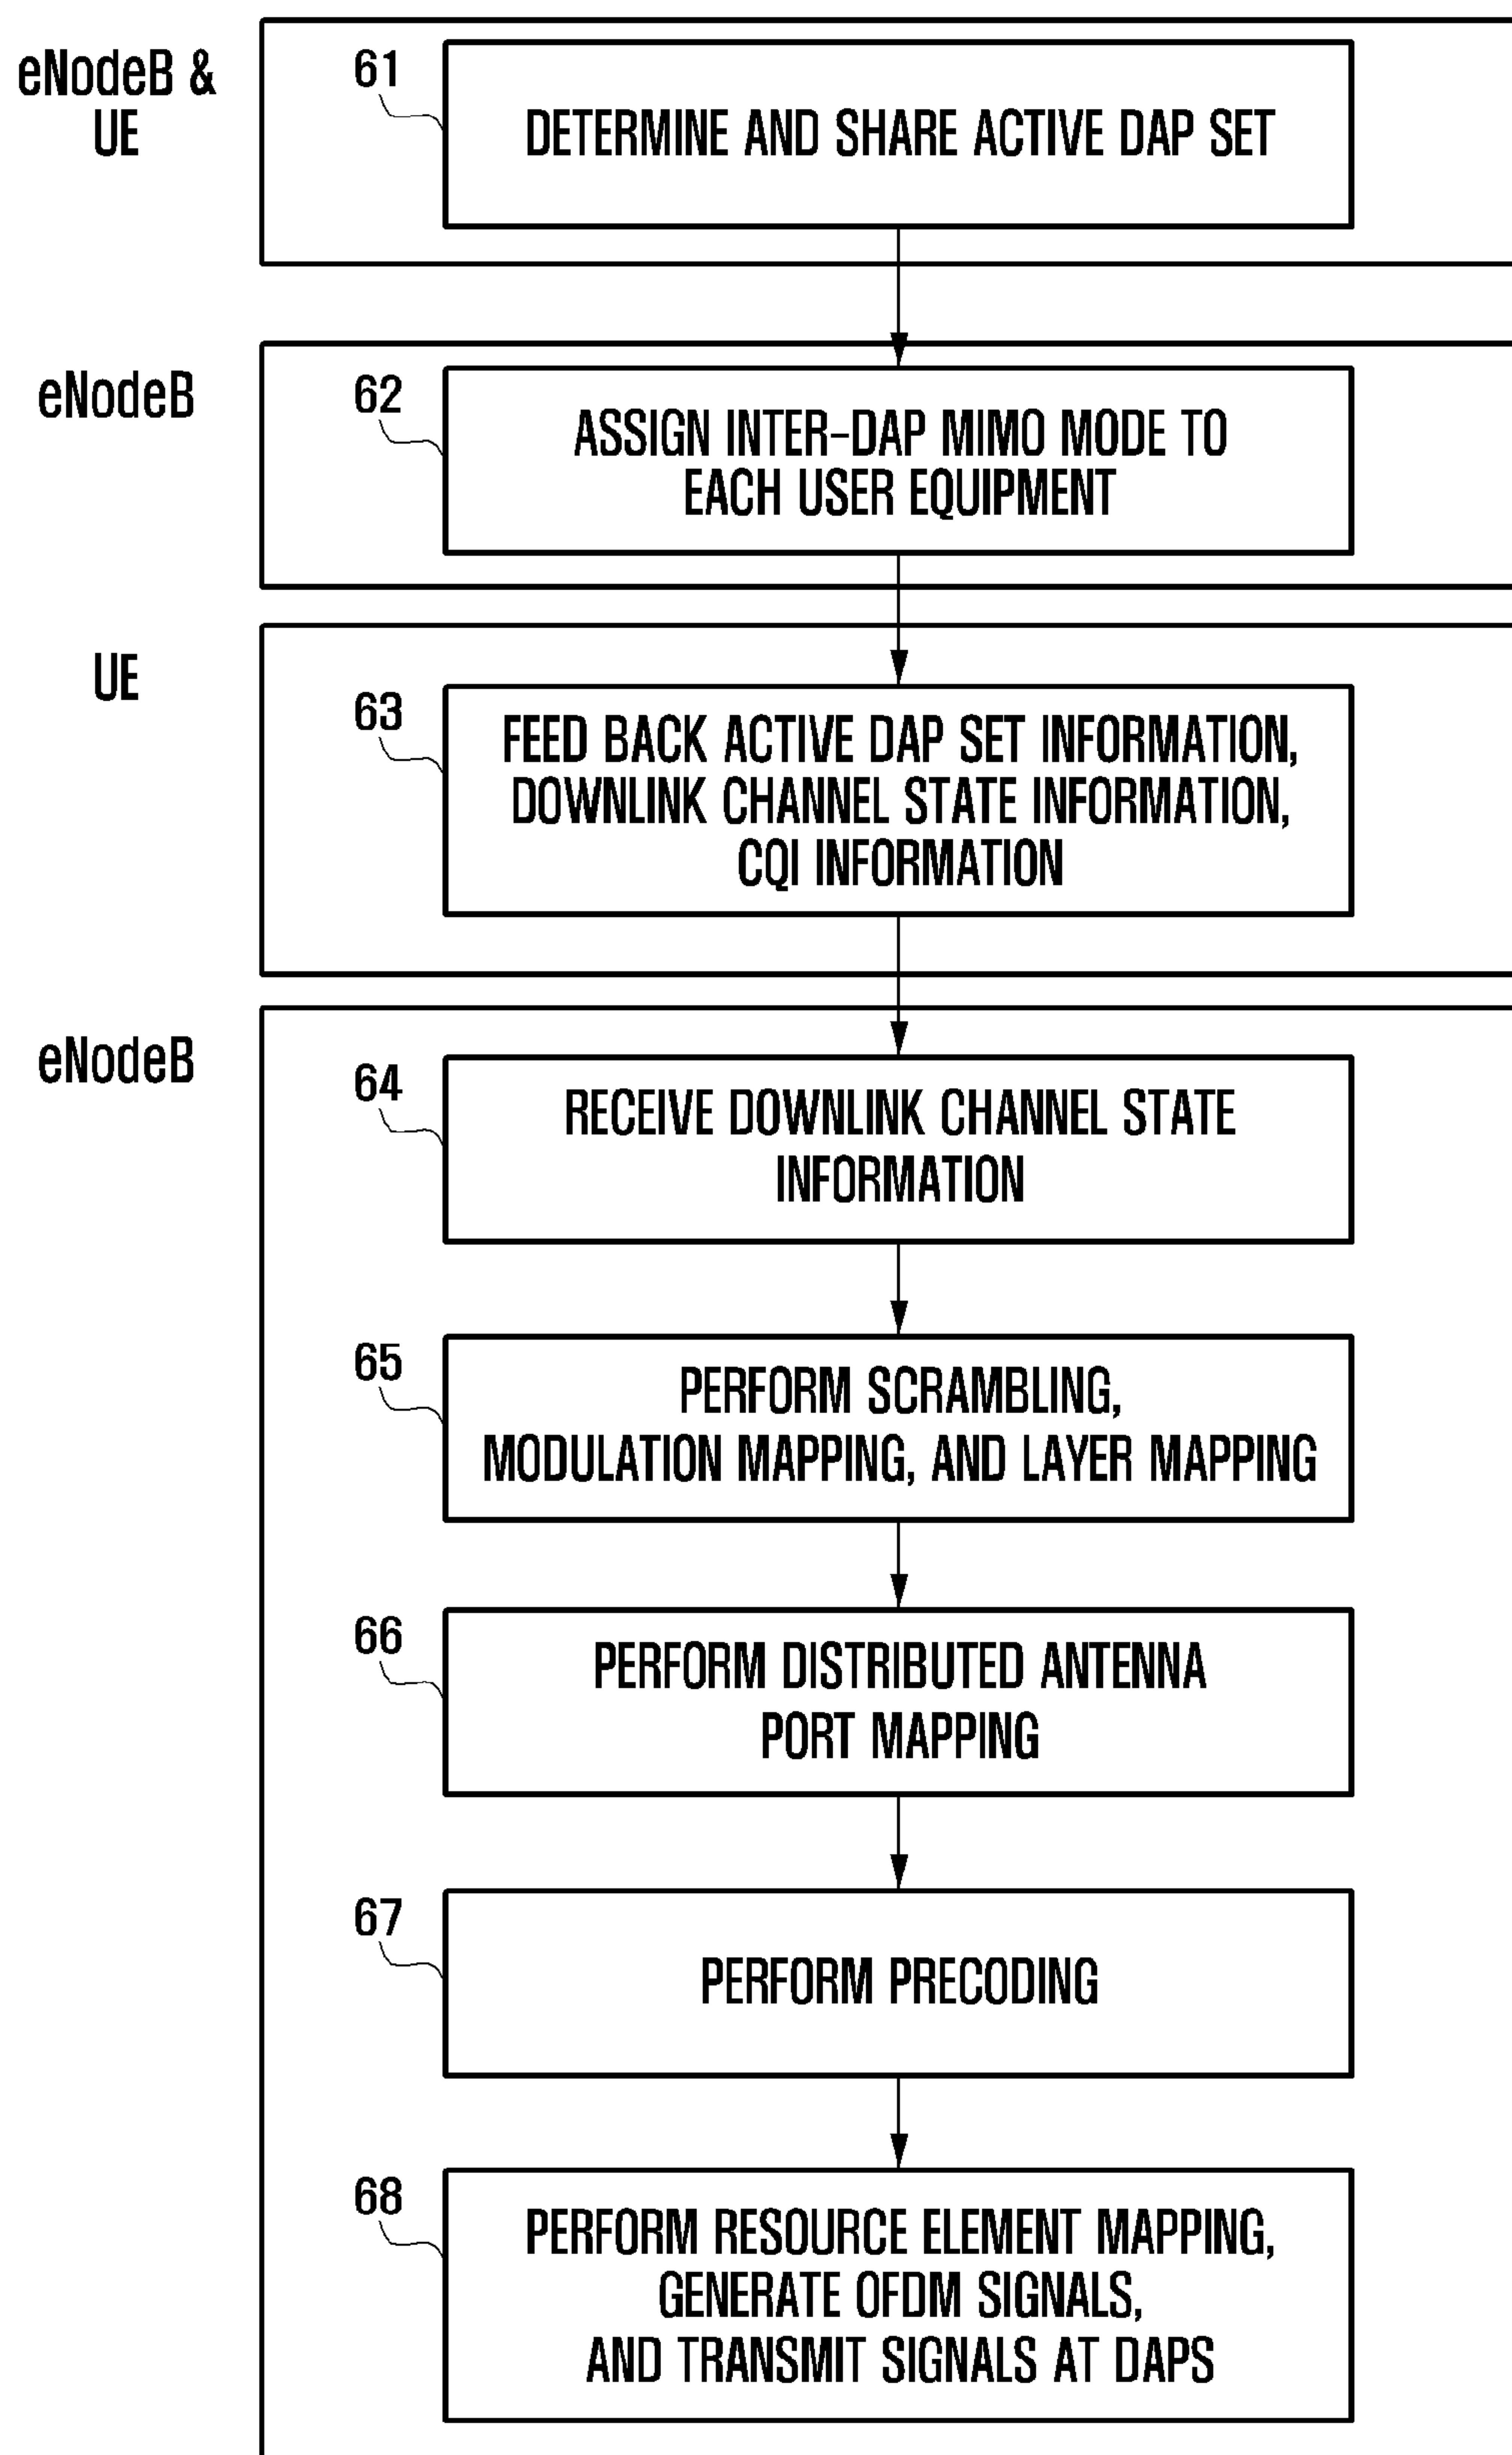 eNodeB &
UE
61
DETERMINE AND SHARE ACTIVE DAP SET
eNodeB
62
ASSIGN INTER-DAP MIMO MODE TO
EACH USER EQUIPMENT
UE
63
FEED BACK ACTIVE DAP SET INFORMATION,
DOWNLINK CHANNEL STATE INFORMATION,
CQI INFORMATION
eNodeB
64
RECEIVE DOWNLINK CHANNEL STATE
INFORMATION
65
PERFORM SCRAMBLING,
MODULATION MAPPING, AND LAYER MAPPING
66
PERFORM DISTRIBUTED ANTENNA
PORT MAPPING
67
PERFORM PRECODING
68
PERFORM RESOURCE ELEMENT MAPPING,
GENERATE OFDM SIGNALS,
AND TRANSMIT SIGNALS AT DAPS